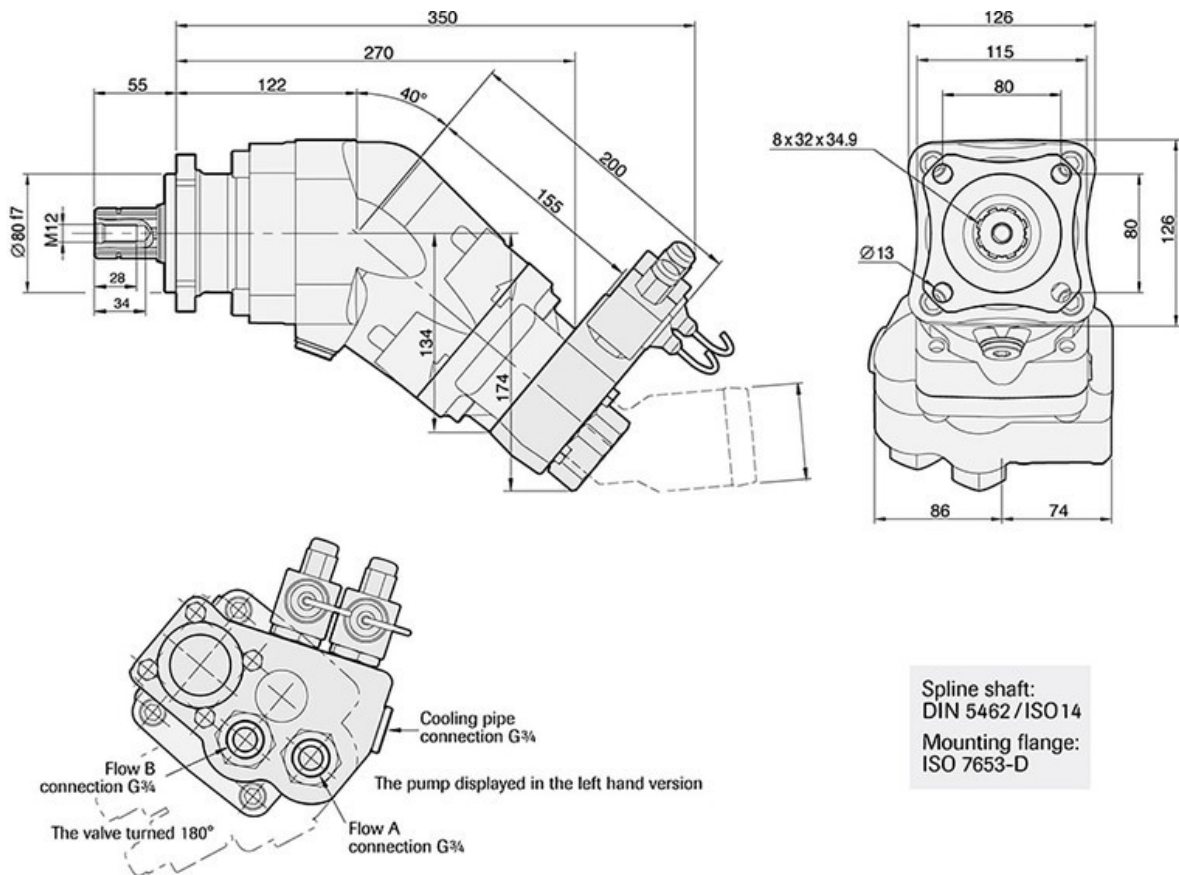 350
126
270
115
55
122
40°
80
8 x 32 x 34.9
200
155
Ø 80 f7
M12
80
126
Ø 13
28
34
134
174
86
74
Cooling pipe
connection G¾
Flow B
connection G¾
The pump displayed in the left hand version
The valve turned 180°
Flow A
connection G¾
Spline shaft:
DIN 5462 / ISO 14
Mounting flange:
ISO 7653-D